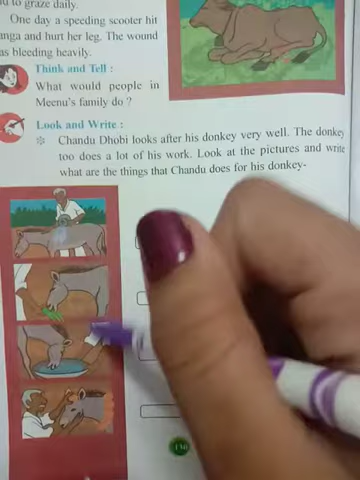 to graze daily.
One day a speeding scooter hit
anga and hurt her leg. The wound
as bleeding heavily.
Think and Tell :
What would people in
Meenu's family do ?
Look and Write :
Chandu Dhobi looks after his donkey very well. The donkey
too does a lot of his work. Look at the pictures and write
what are the things that Chandu does for his donkey-
130